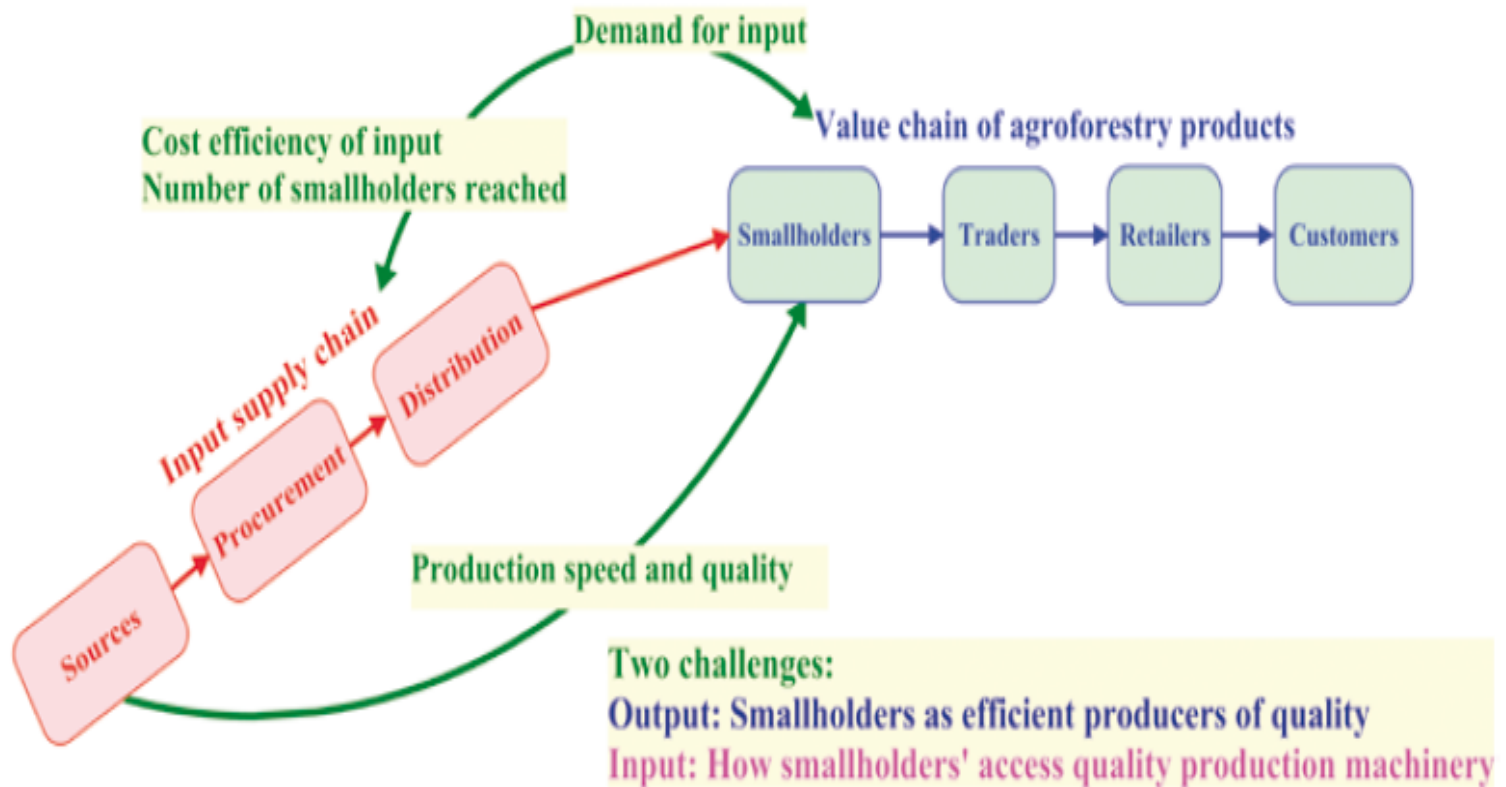 Demand for input
Cost efficiency of input
Number of smallholders reached
Value chain of agroforestry products
Smallholders
Traders
Retailers
Customers
Input supply chain
Distribution
Procurement
Sources
Production speed and quality
Two challenges:
Output: Smallholders as efficient producers of quality
Input: How smallholders' access quality production machinery